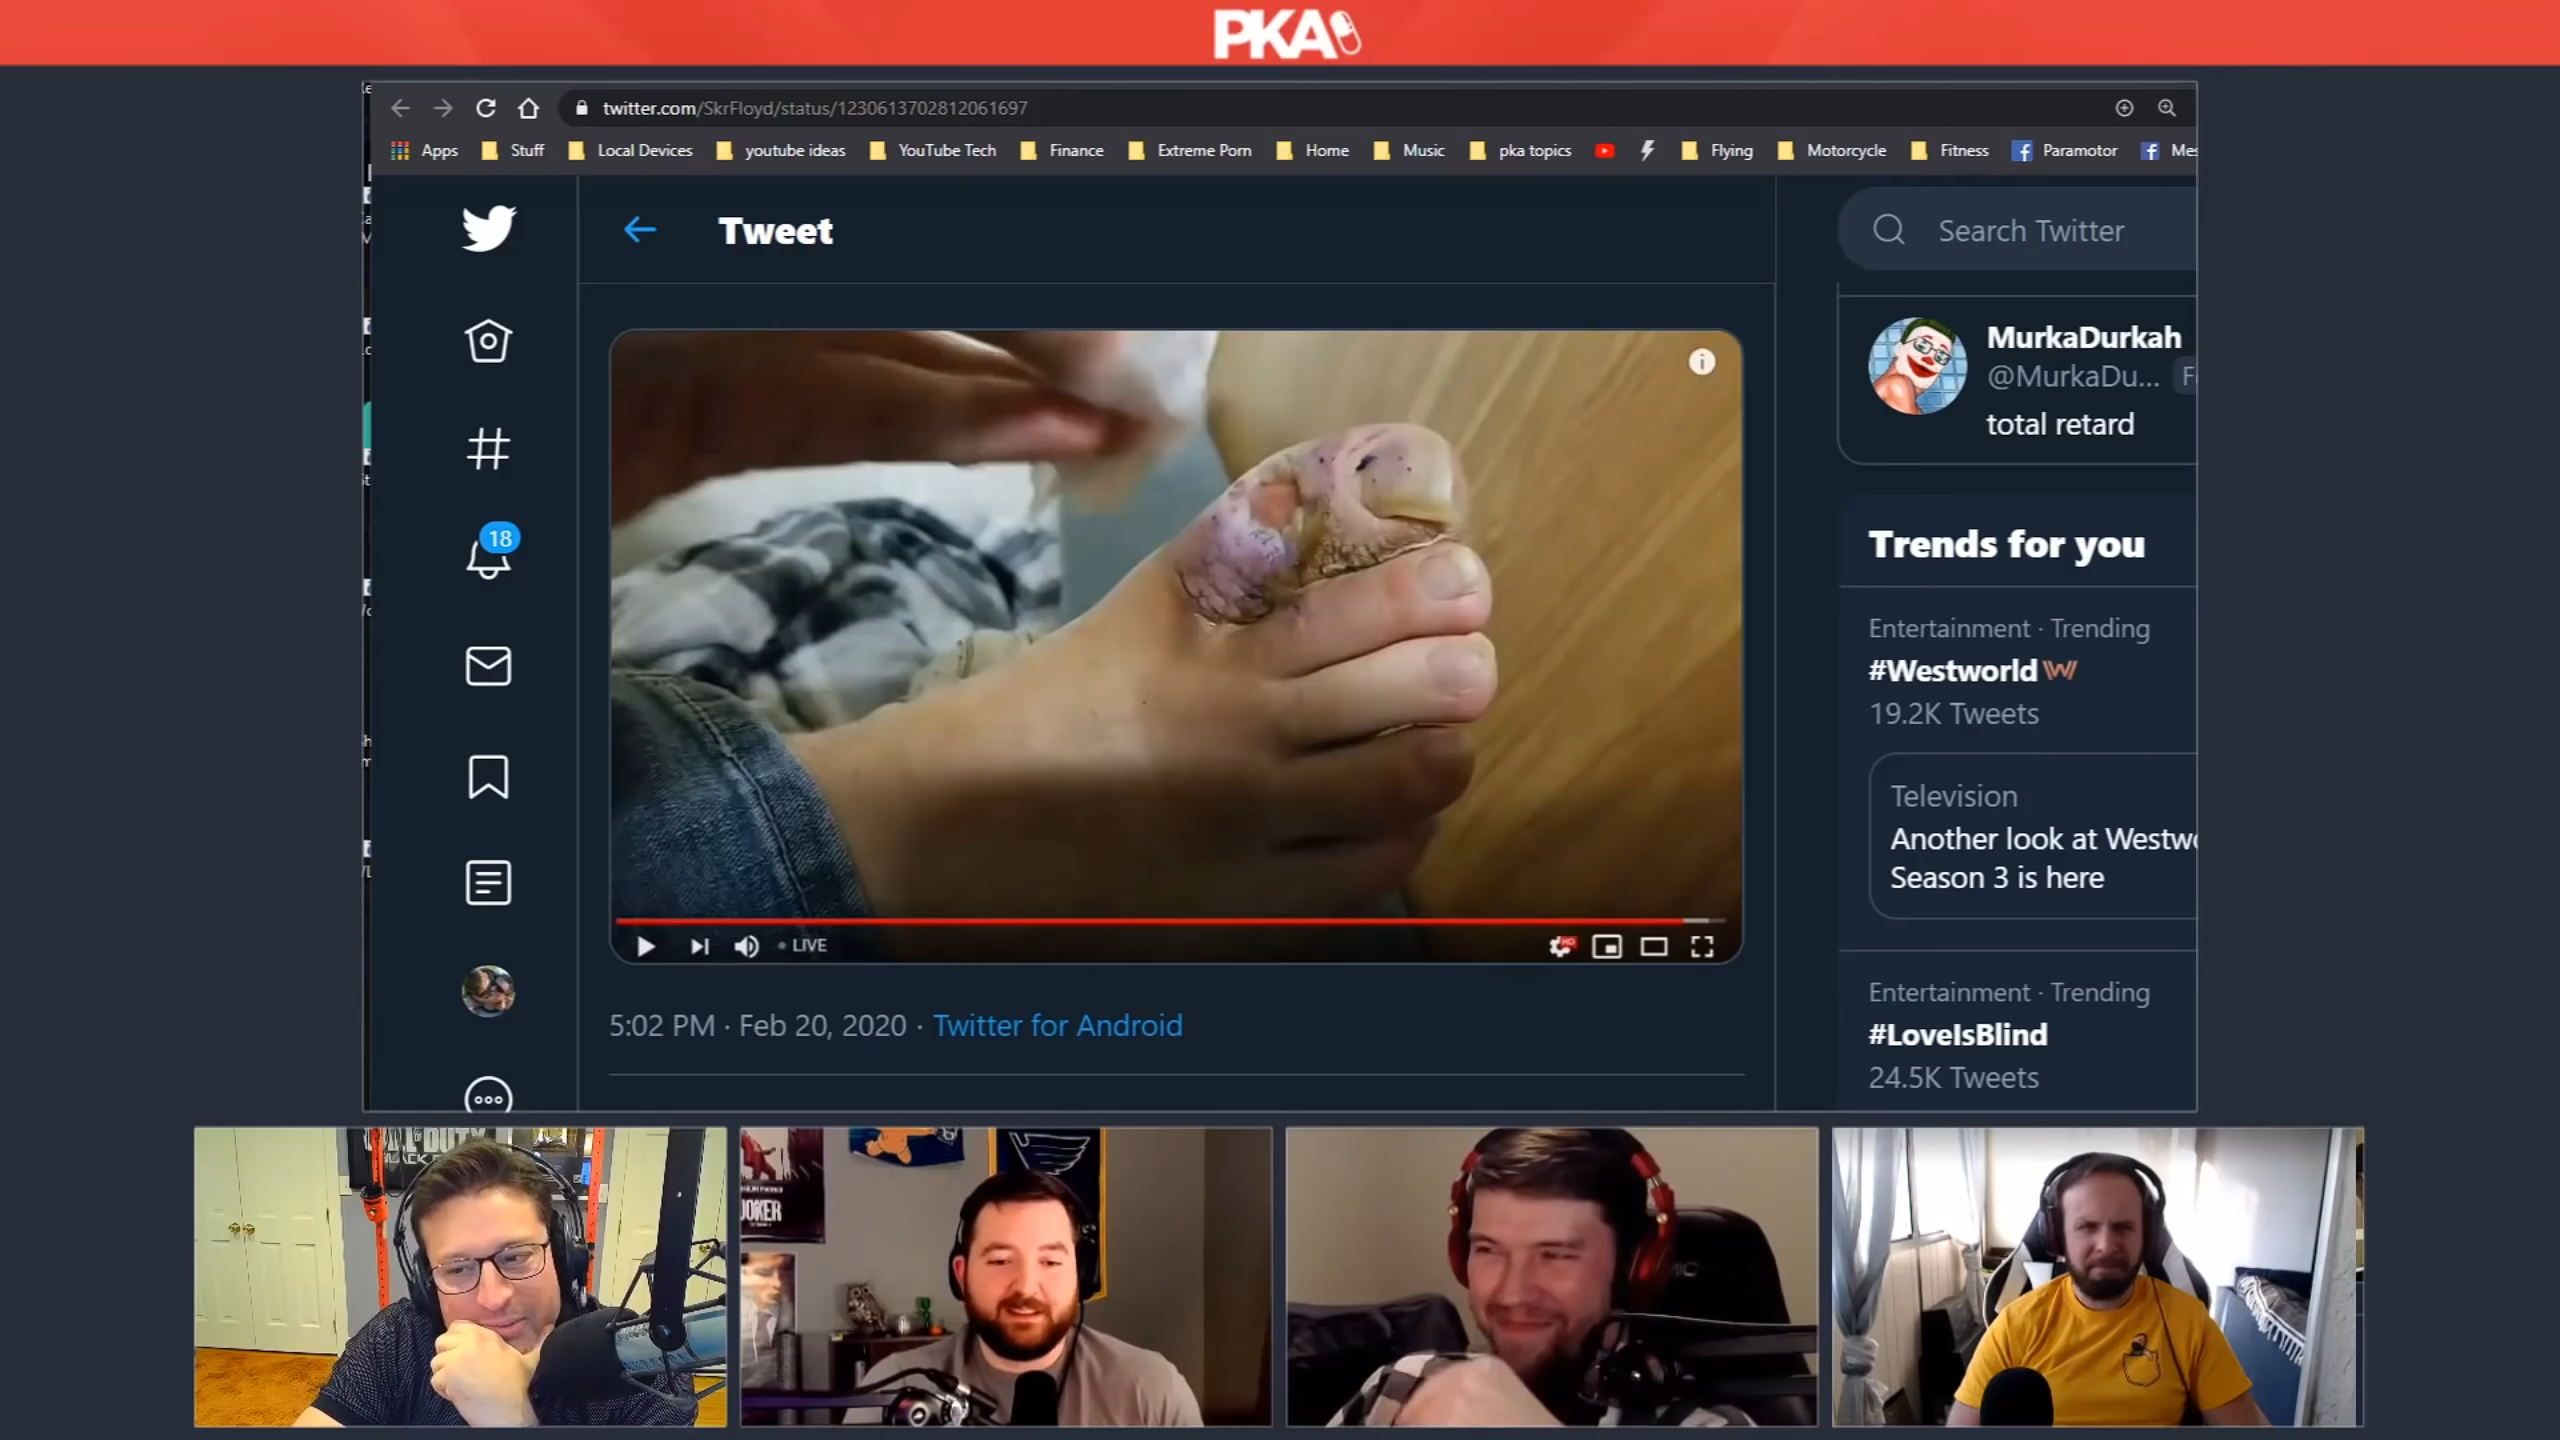 PKA
twitter.com/SkrFloyd/status/1230613702812061697
Apps Stuff Local Devices youtube ideas YouTube Tech Finance Extreme Porn Home Music pka topics Flying Motorcycle Fitness Paramotor Mes
Tweet
Search Twitter
MurkaDurkah
@MurkaDu...
total retard
18
Trends for you
Entertainment · Trending
#Westworld
19.2K Tweets
Television
Another look at Westwo
Season 3 is here
LIVE
HD
5:02 PM · Feb 20, 2020 · Twitter for Android
Entertainment · Trending
#LoveIsBlind
24.5K Tweets
JOKER